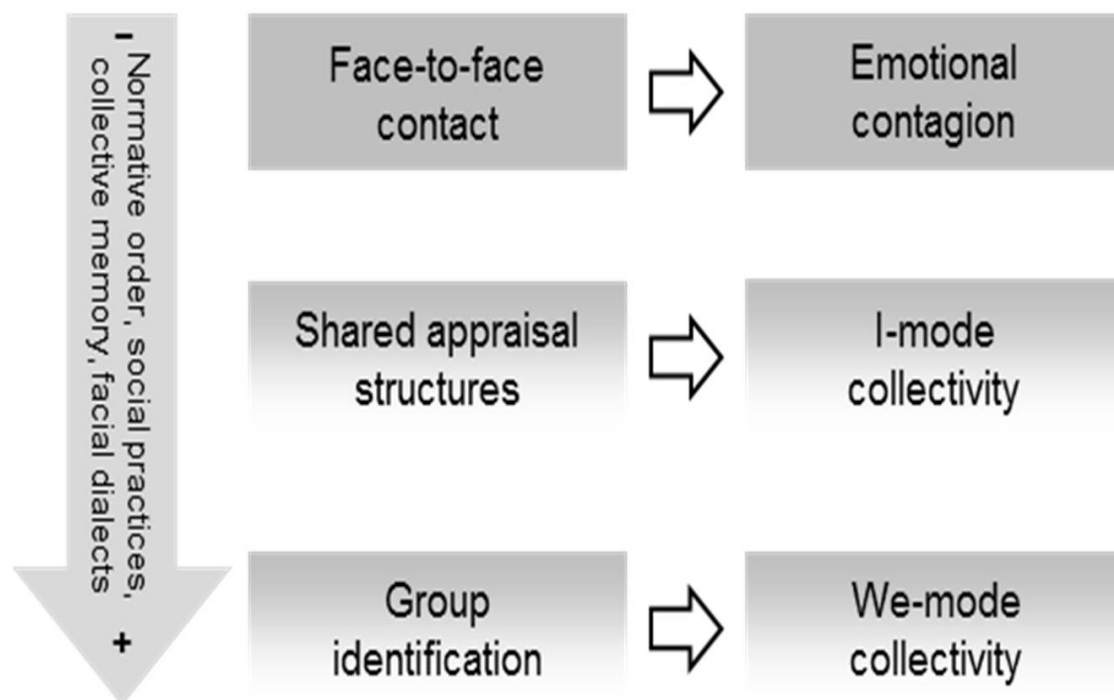 - Normative order, social practices,
collective memory, facial dialects +
Face-to-face
contact
Emotional
contagion
Shared appraisal
structures
I-mode
collectivity
Group
identification
We-mode
collectivity